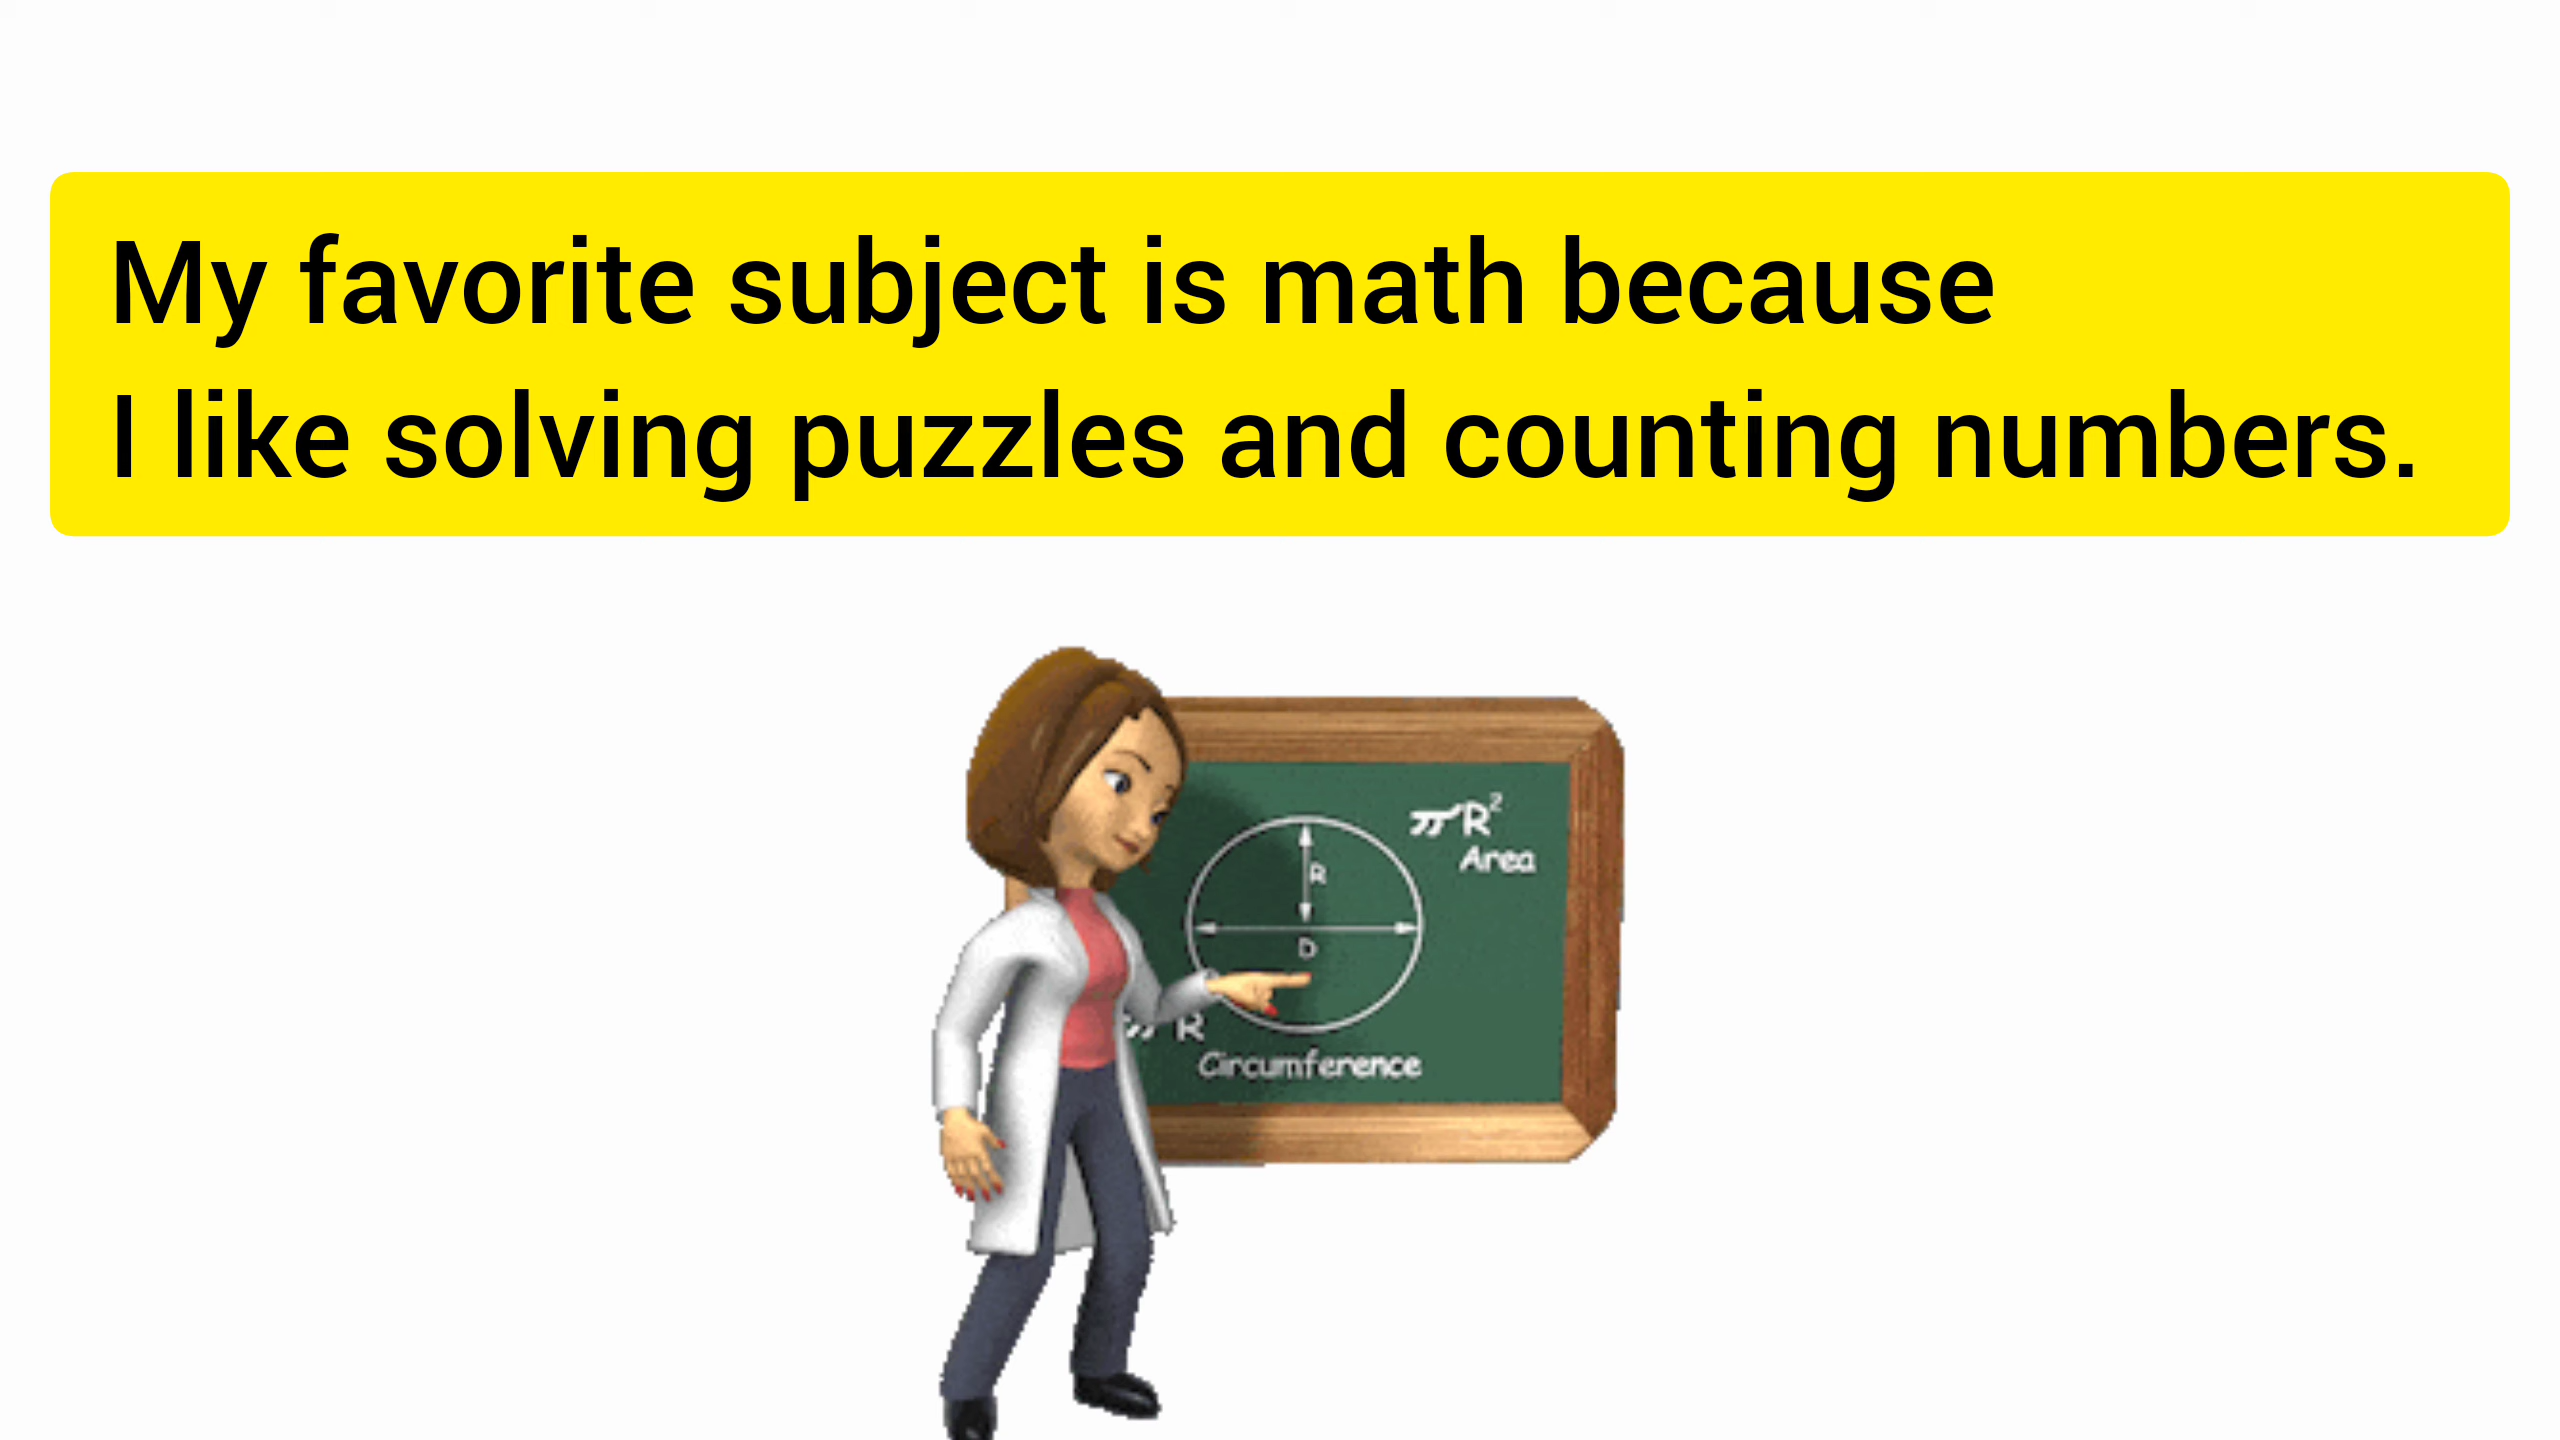 My favorite subject is math because
I like solving puzzles and counting numbers.
πR²
Area
R
D
R
Circumference